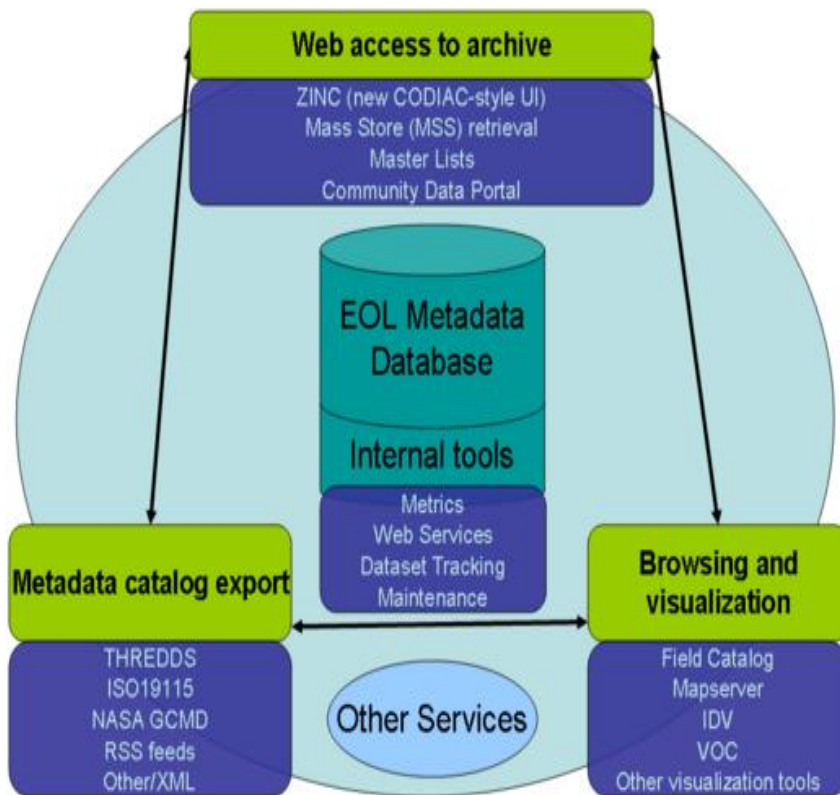 Web access to archive
ZINC (new CODIAC-style UI)
Mass Store (MSS) retrieval
Master Lists
Community Data Portal
EOL Metadata
Database
Internal tools
Metrics
Web Services
Dataset Tracking
Maintenance
Metadata catalog export
THREDDS
ISO19115
NASA GCMD
RSS feeds
Other/XML
Browsing and
visualization
Field Catalog
Mapserver
IDV
VOC
Other visualization tools
Other Services